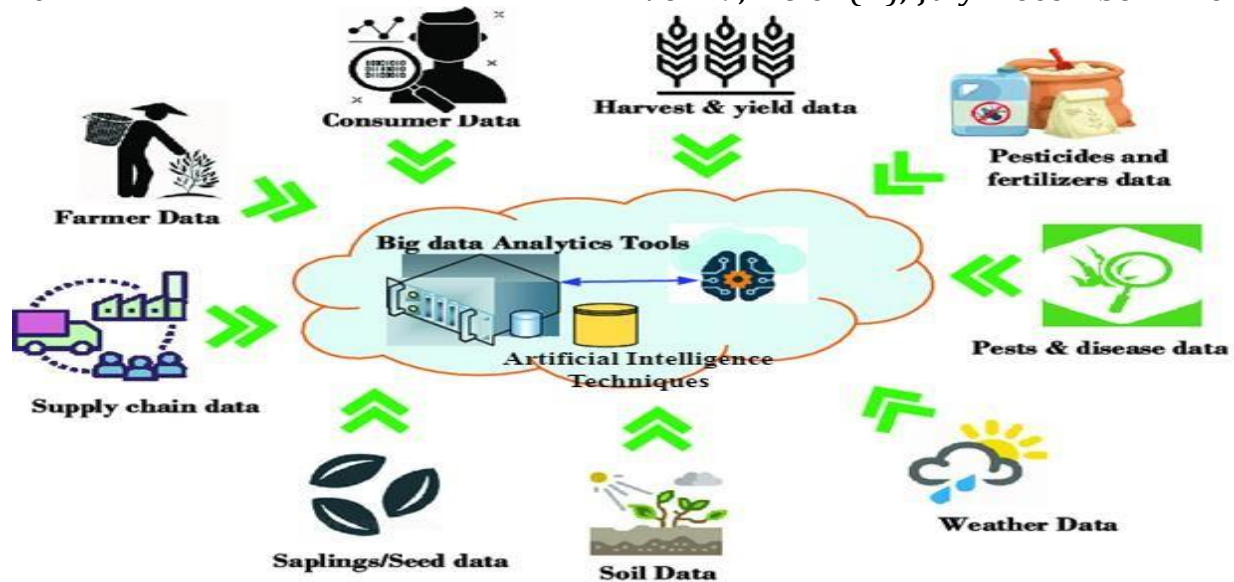 Consumer Data
Harvest & yield data
Pesticides and
fertilizers data
Farmer Data
Big data Analytics Tools
Artificial Intelligence
Techniques
Pests & disease data
Supply chain data
Weather Data
Saplings/Seed data
Soil Data